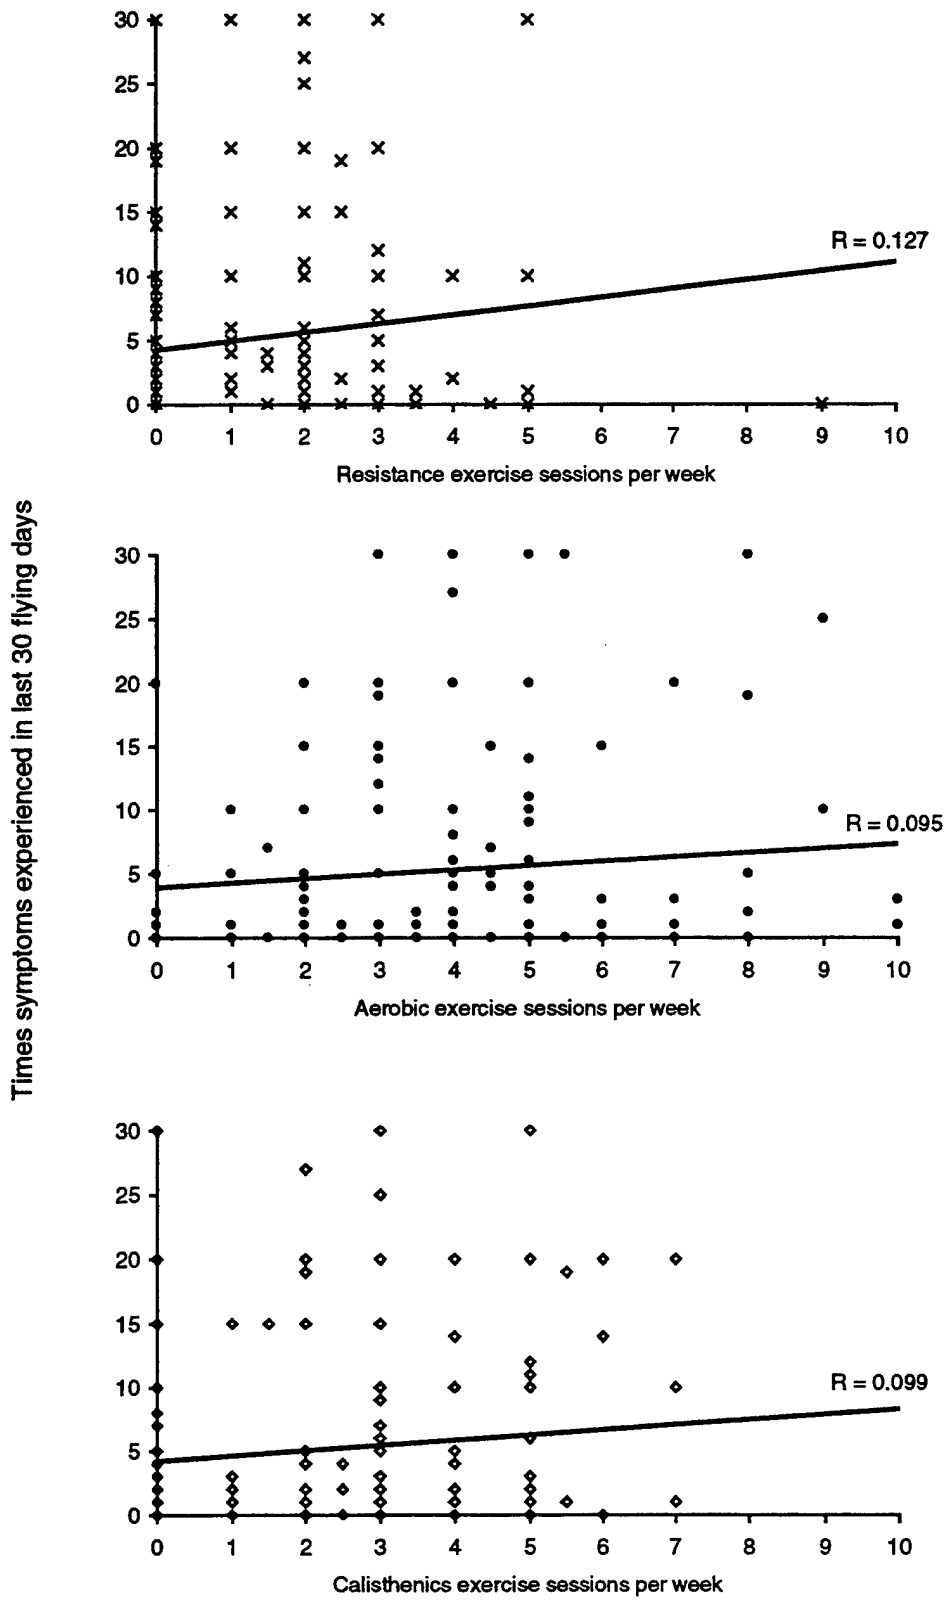 30
25
20
15
10
5
0
R = 0.127
0 1 2 3 4 5 6 7 8 9 10
Resistance exercise sessions per week
Times symptoms experienced in last 30 flying days
30
25
20
15
10
5
0
R = 0.095
0 1 2 3 4 5 6 7 8 9 10
Aerobic exercise sessions per week
30
25
20
15
10
5
0
R = 0.099
0 1 2 3 4 5 6 7 8 9 10
Calisthenics exercise sessions per week